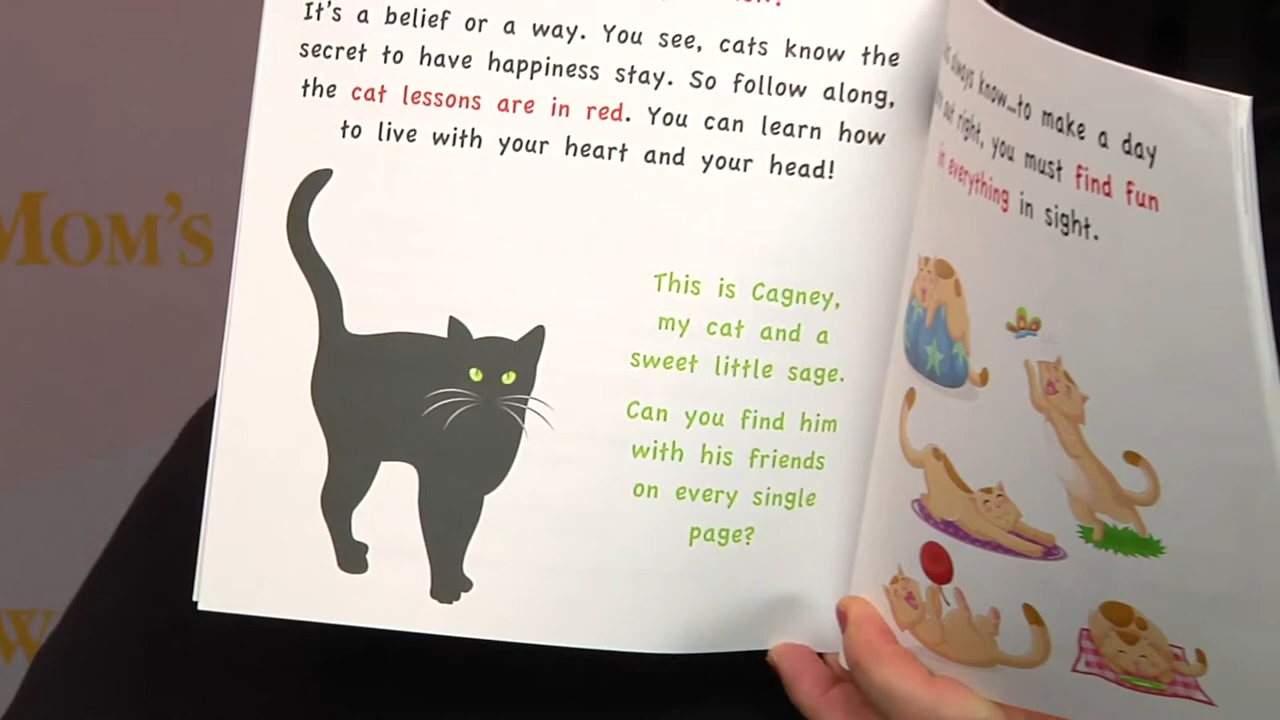 It's a belief or a way. You see, cats know the
secret to have happiness stay. So follow along,
the cat lessons are in red. You can learn how
to live with your heart and your head!
This is Cagney,
my cat and a
sweet little sage.
Can you find him
with his friends
on every single
page?
always know...to make a day
out right, you must find fun
in everything in sight.
MOM'S
W